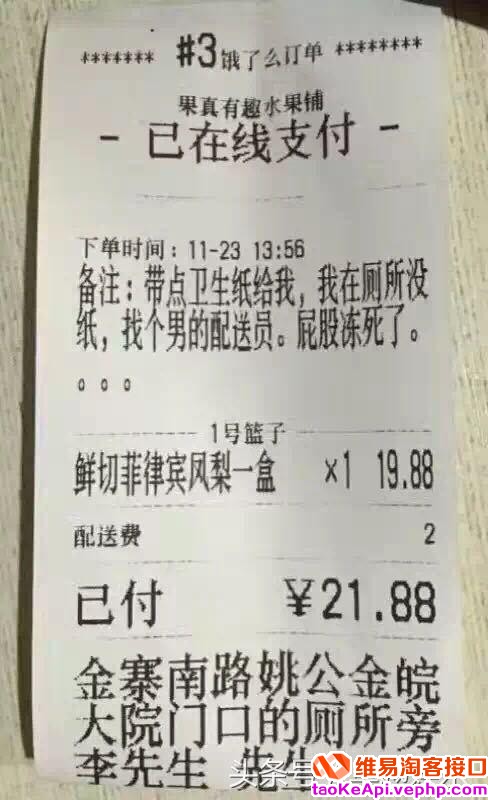 ******* #3 饿了么订单 ********
果真有趣水果铺
- 已在线支付 -
下单时间：11-23 13:56
备注：带点卫生纸给我，我在厕所没
纸，找个男的配送员。屁股冻死了。
。。。
1号篮子
鲜切菲律宾凤梨一盒 ×1 19.88
配送费 2
已付 ￥21.88
金寨南路姚公金皖
大院门口的厕所旁
李先生 先生
头条号
维易淘客接口
taoKeApi.vephp.com